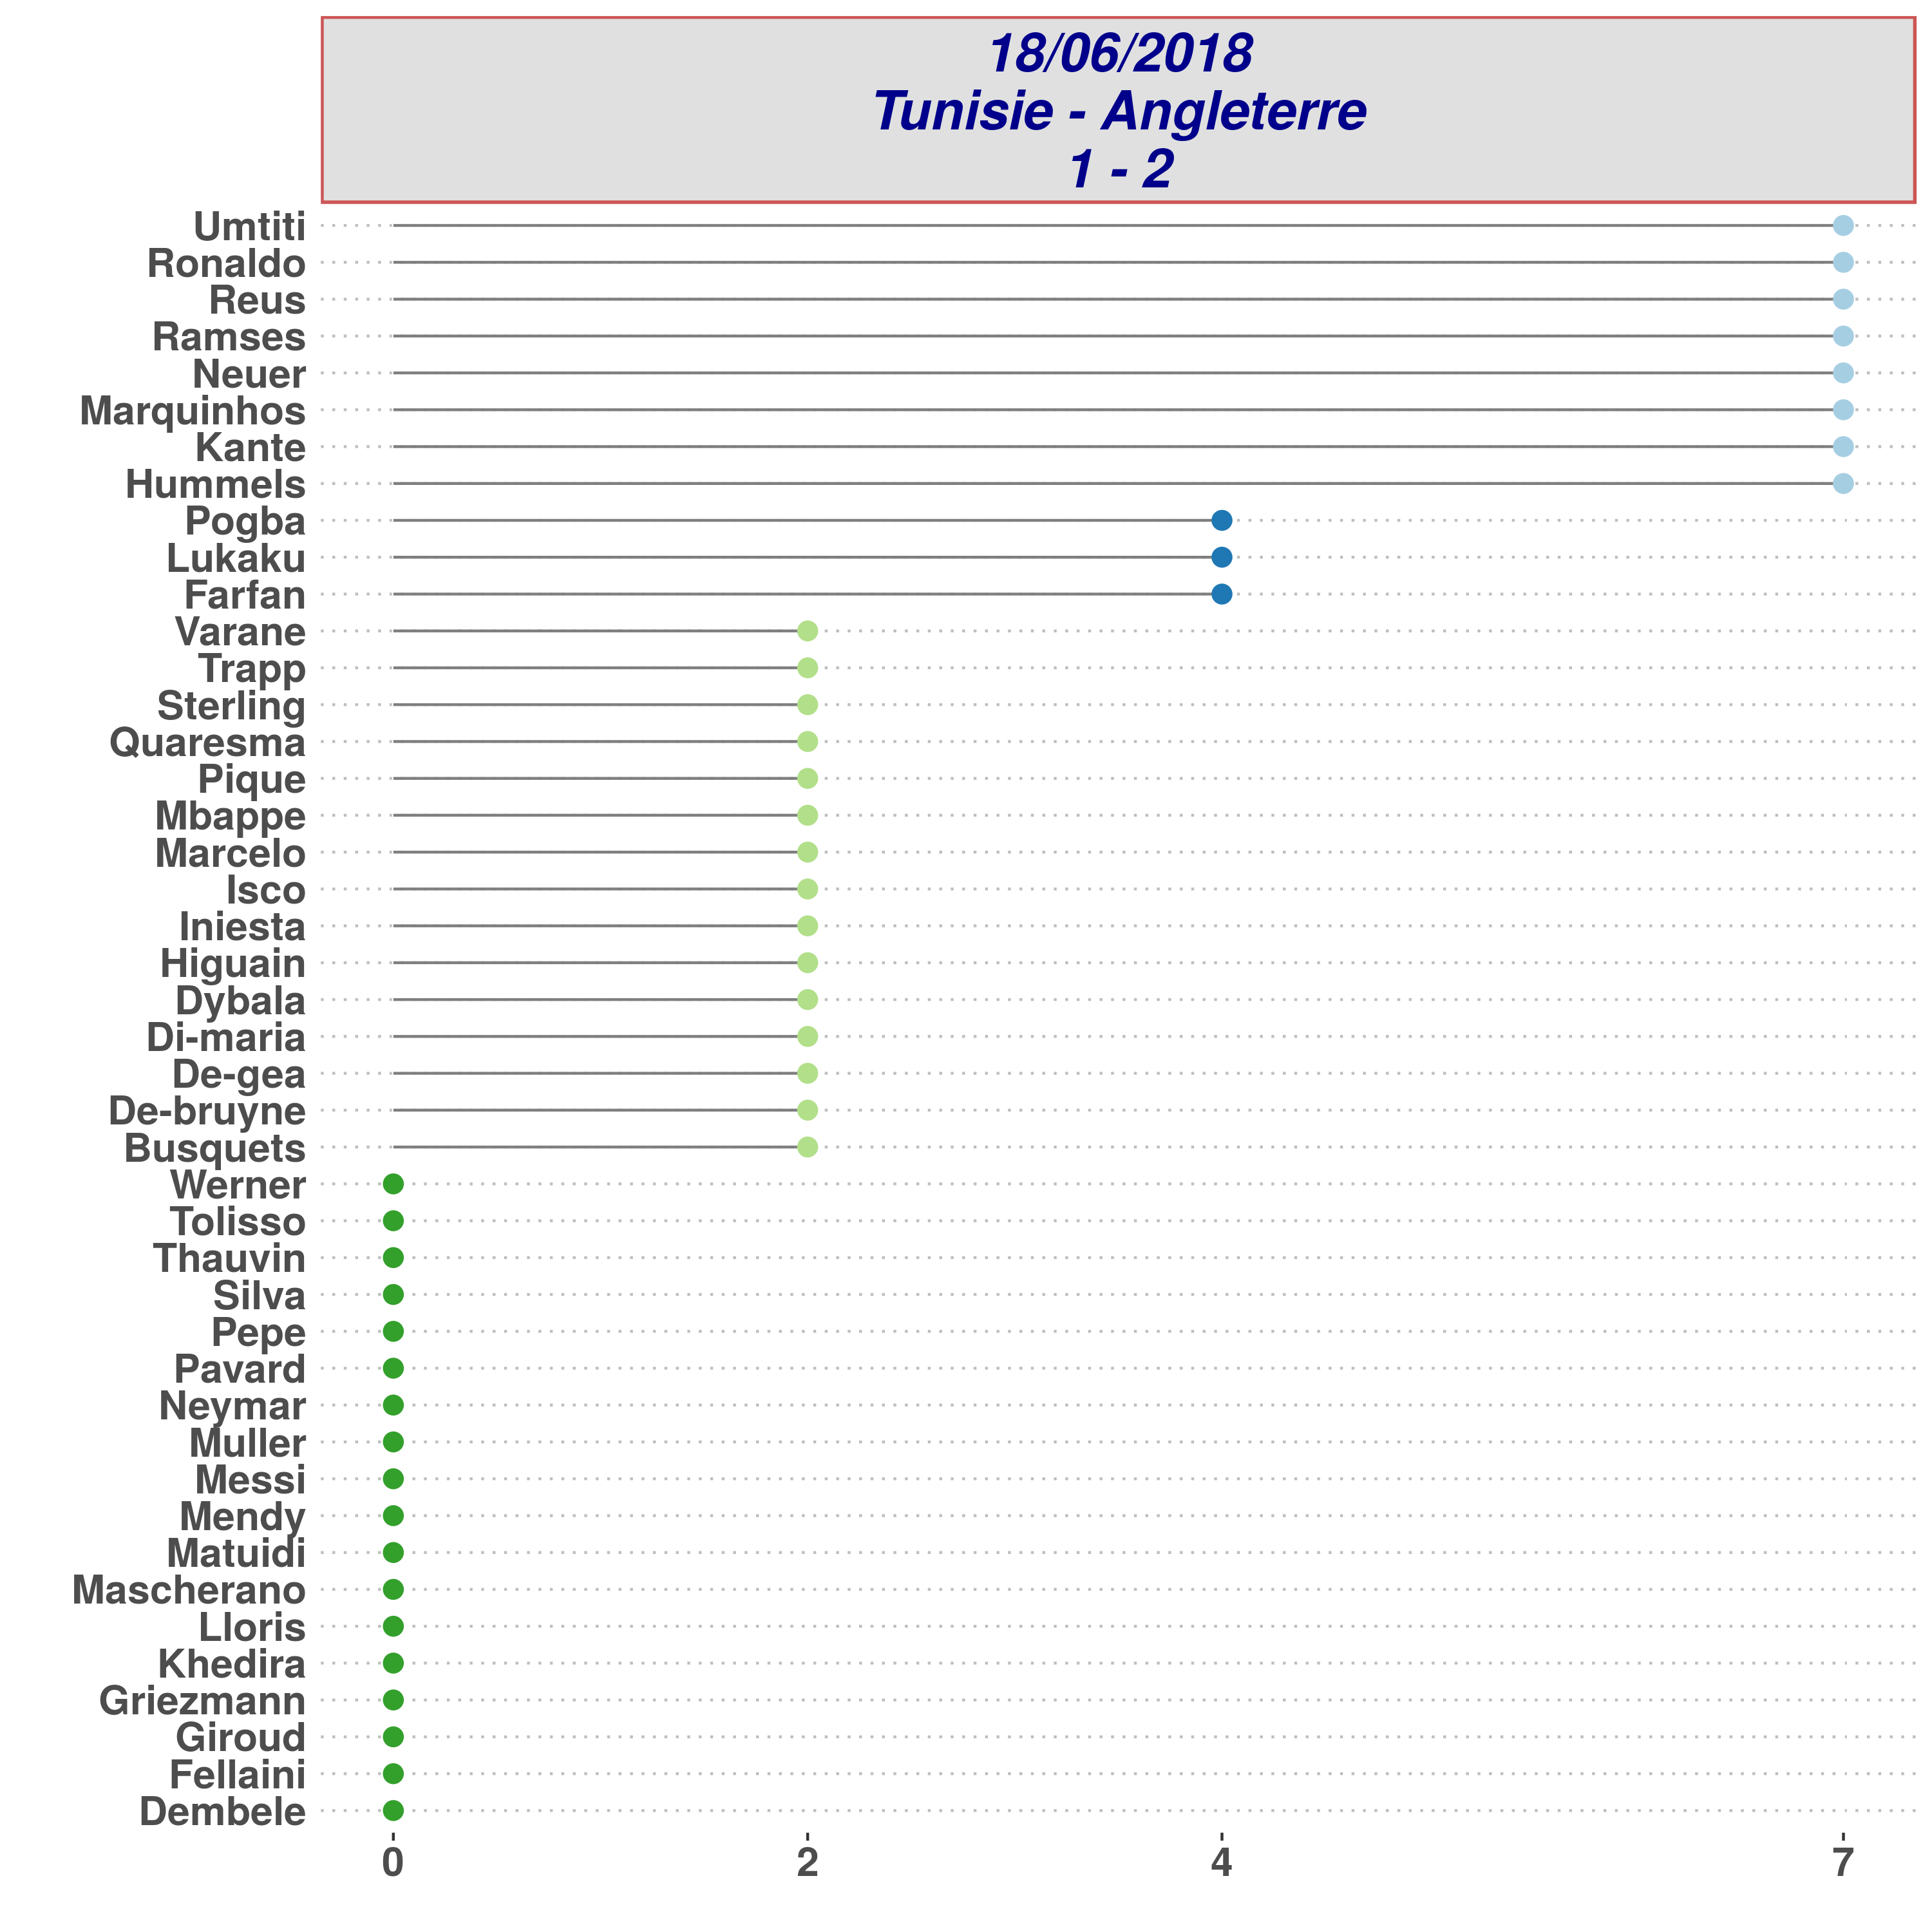 18/06/2018
Tunisie - Angleterre
1 - 2
Umtiti
Ronaldo
Reus
Ramses
Neuer
Marquinhos
Kante
Hummels
Pogba
Lukaku
Farfan
Varane
Trapp
Sterling
Quaresma
Pique
Mbappe
Marcelo
Isco
Iniesta
Higuain
Dybala
Di-maria
De-gea
De-bruyne
Busquets
Werner
Tolisso
Thauvin
Silva
Pepe
Pavard
Neymar
Muller
Messi
Mendy
Matuidi
Mascherano
Lloris
Khedira
Griezmann
Giroud
Fellaini
Dembele
0 2 4 7